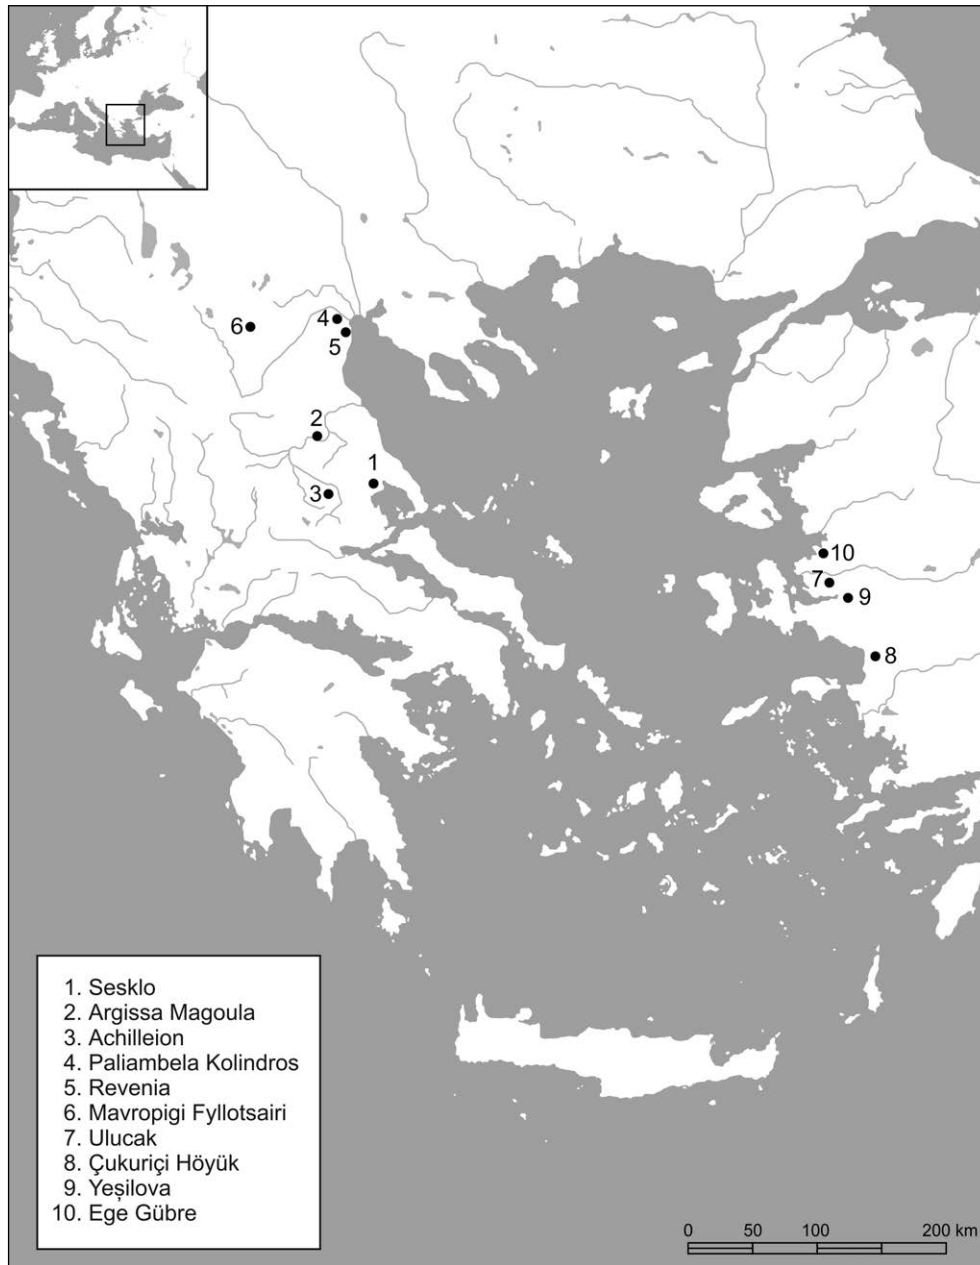 4
6
5
2
1
3
10
7
9
8
1. Sesklo
2. Argissa Magoula
3. Achilleion
4. Paliambela Kolindros
5. Revenia
6. Mavropigi Fyllotsairi
7. Ulucak
8. Çukuriçi Höyük
9. Yeșilova
10. Ege Gübre
0 50 100 200 km